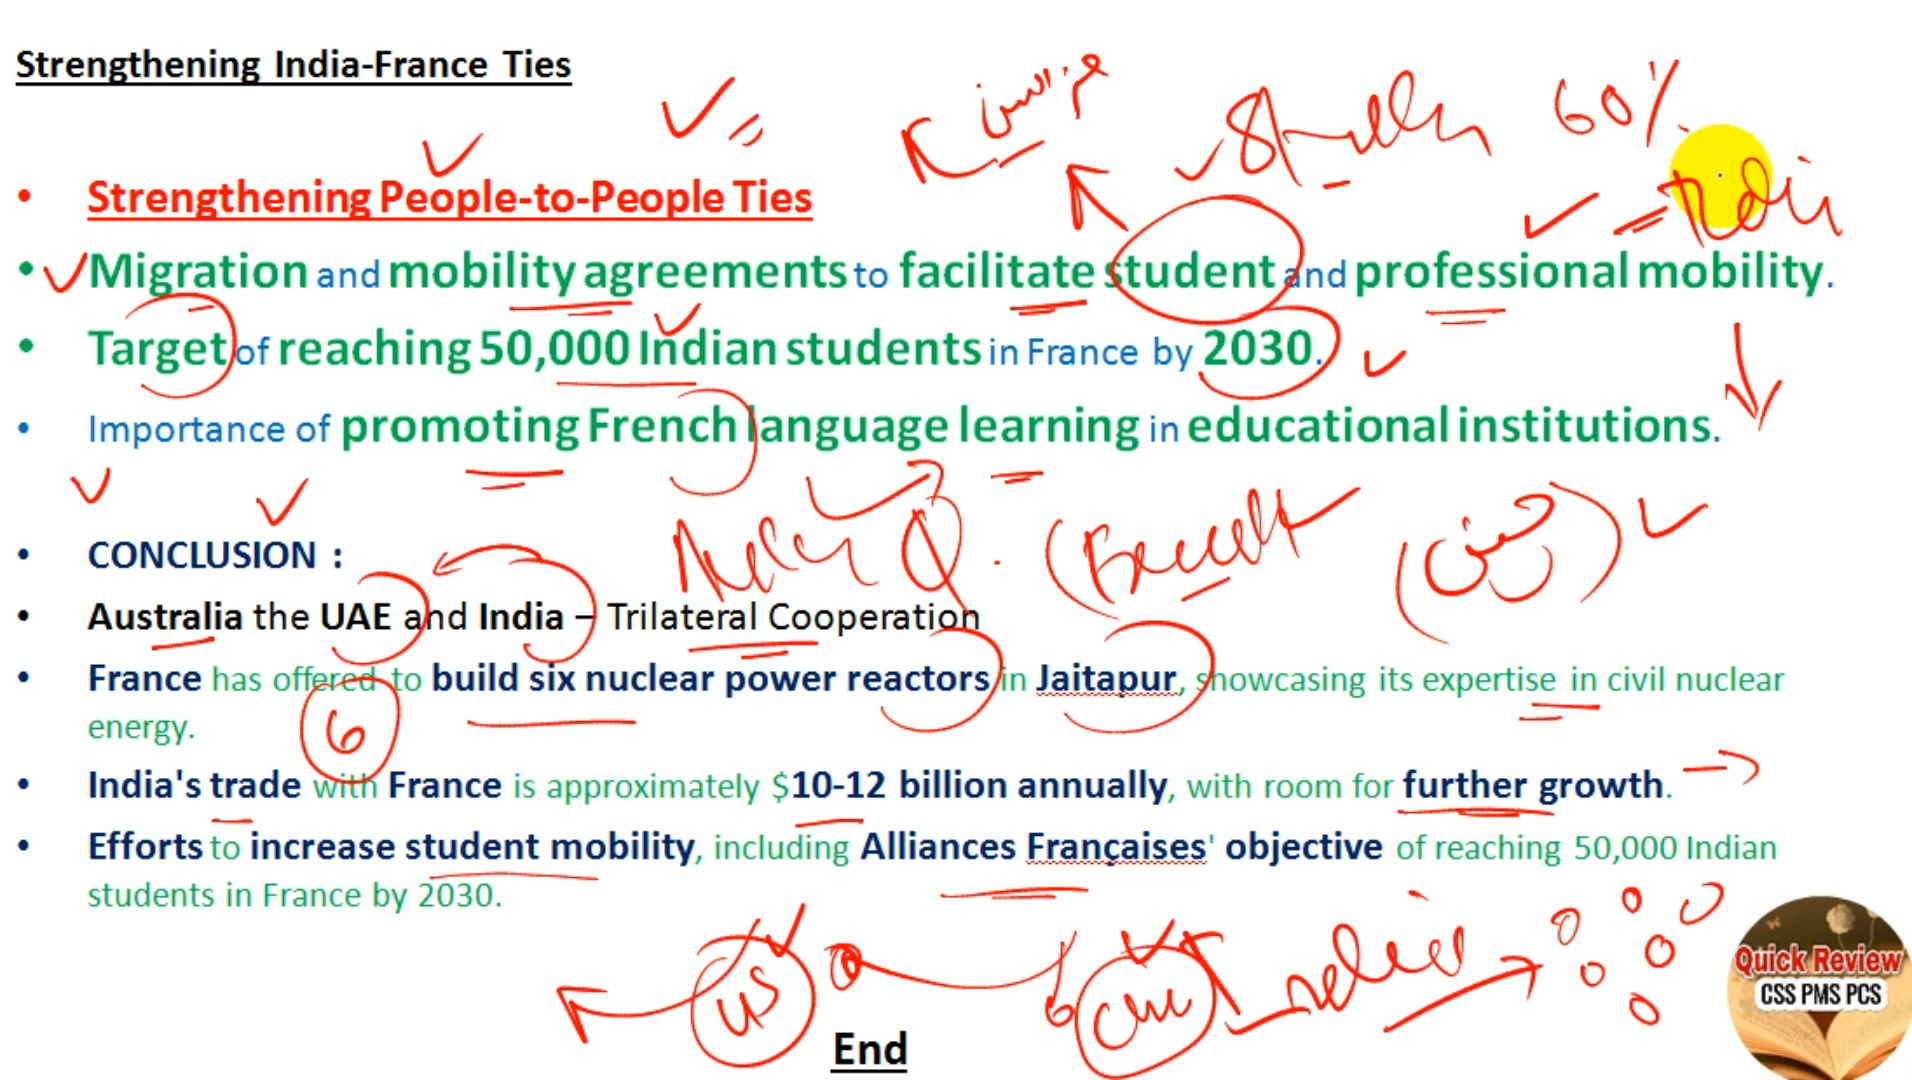 Strengthening India-France Ties
60%
India
• Strengthening People-to-People Ties
• Migration and mobility agreements to facilitate student and professional mobility.
• Target of reaching 50,000 Indian students in France by 2030.
• Importance of promoting French language learning in educational institutions.
• CONCLUSION :
• Australia the UAE and India – Trilateral Cooperation
• France has offered to build six nuclear power reactors in Jaitapur, showcasing its expertise in civil nuclear
energy.
6
• India's trade with France is approximately $10-12 billion annually, with room for further growth.
• Efforts to increase student mobility, including Alliances Françaises' objective of reaching 50,000 Indian
students in France by 2030.
US
India
Quick Review
CSS PMS PCS
End